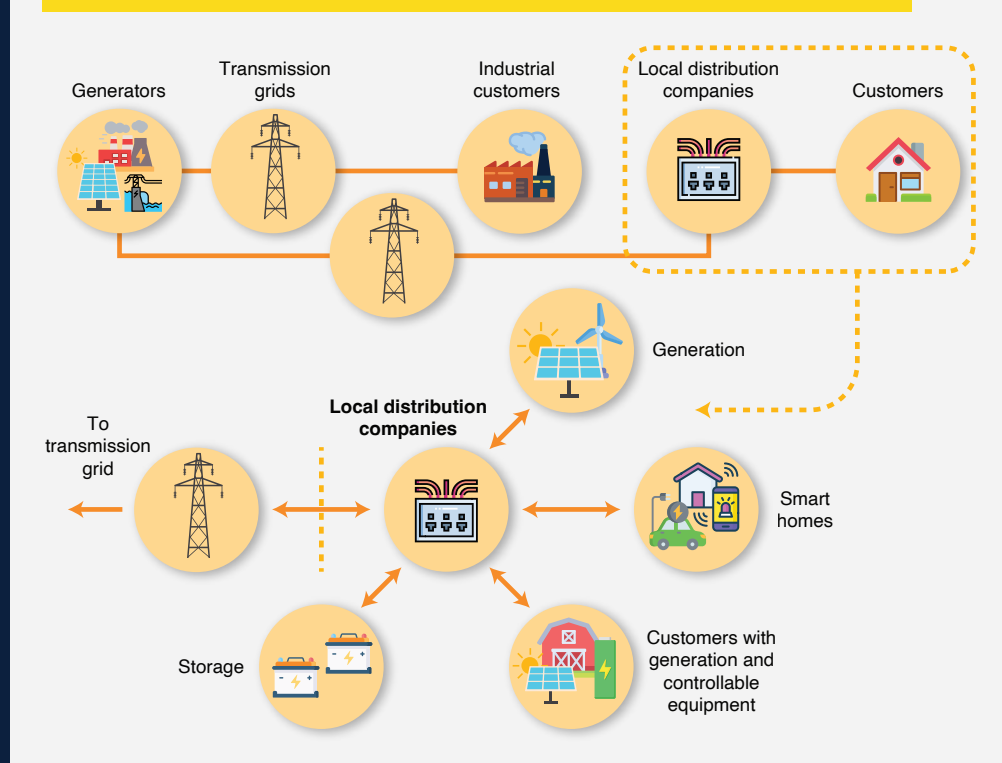 Generators
Transmission
grids
Industrial
customers
Local distribution
companies
Customers
Generation
Local distribution
companies
To
transmission
grid
Smart
homes
Storage
Customers with
generation and
controllable
equipment